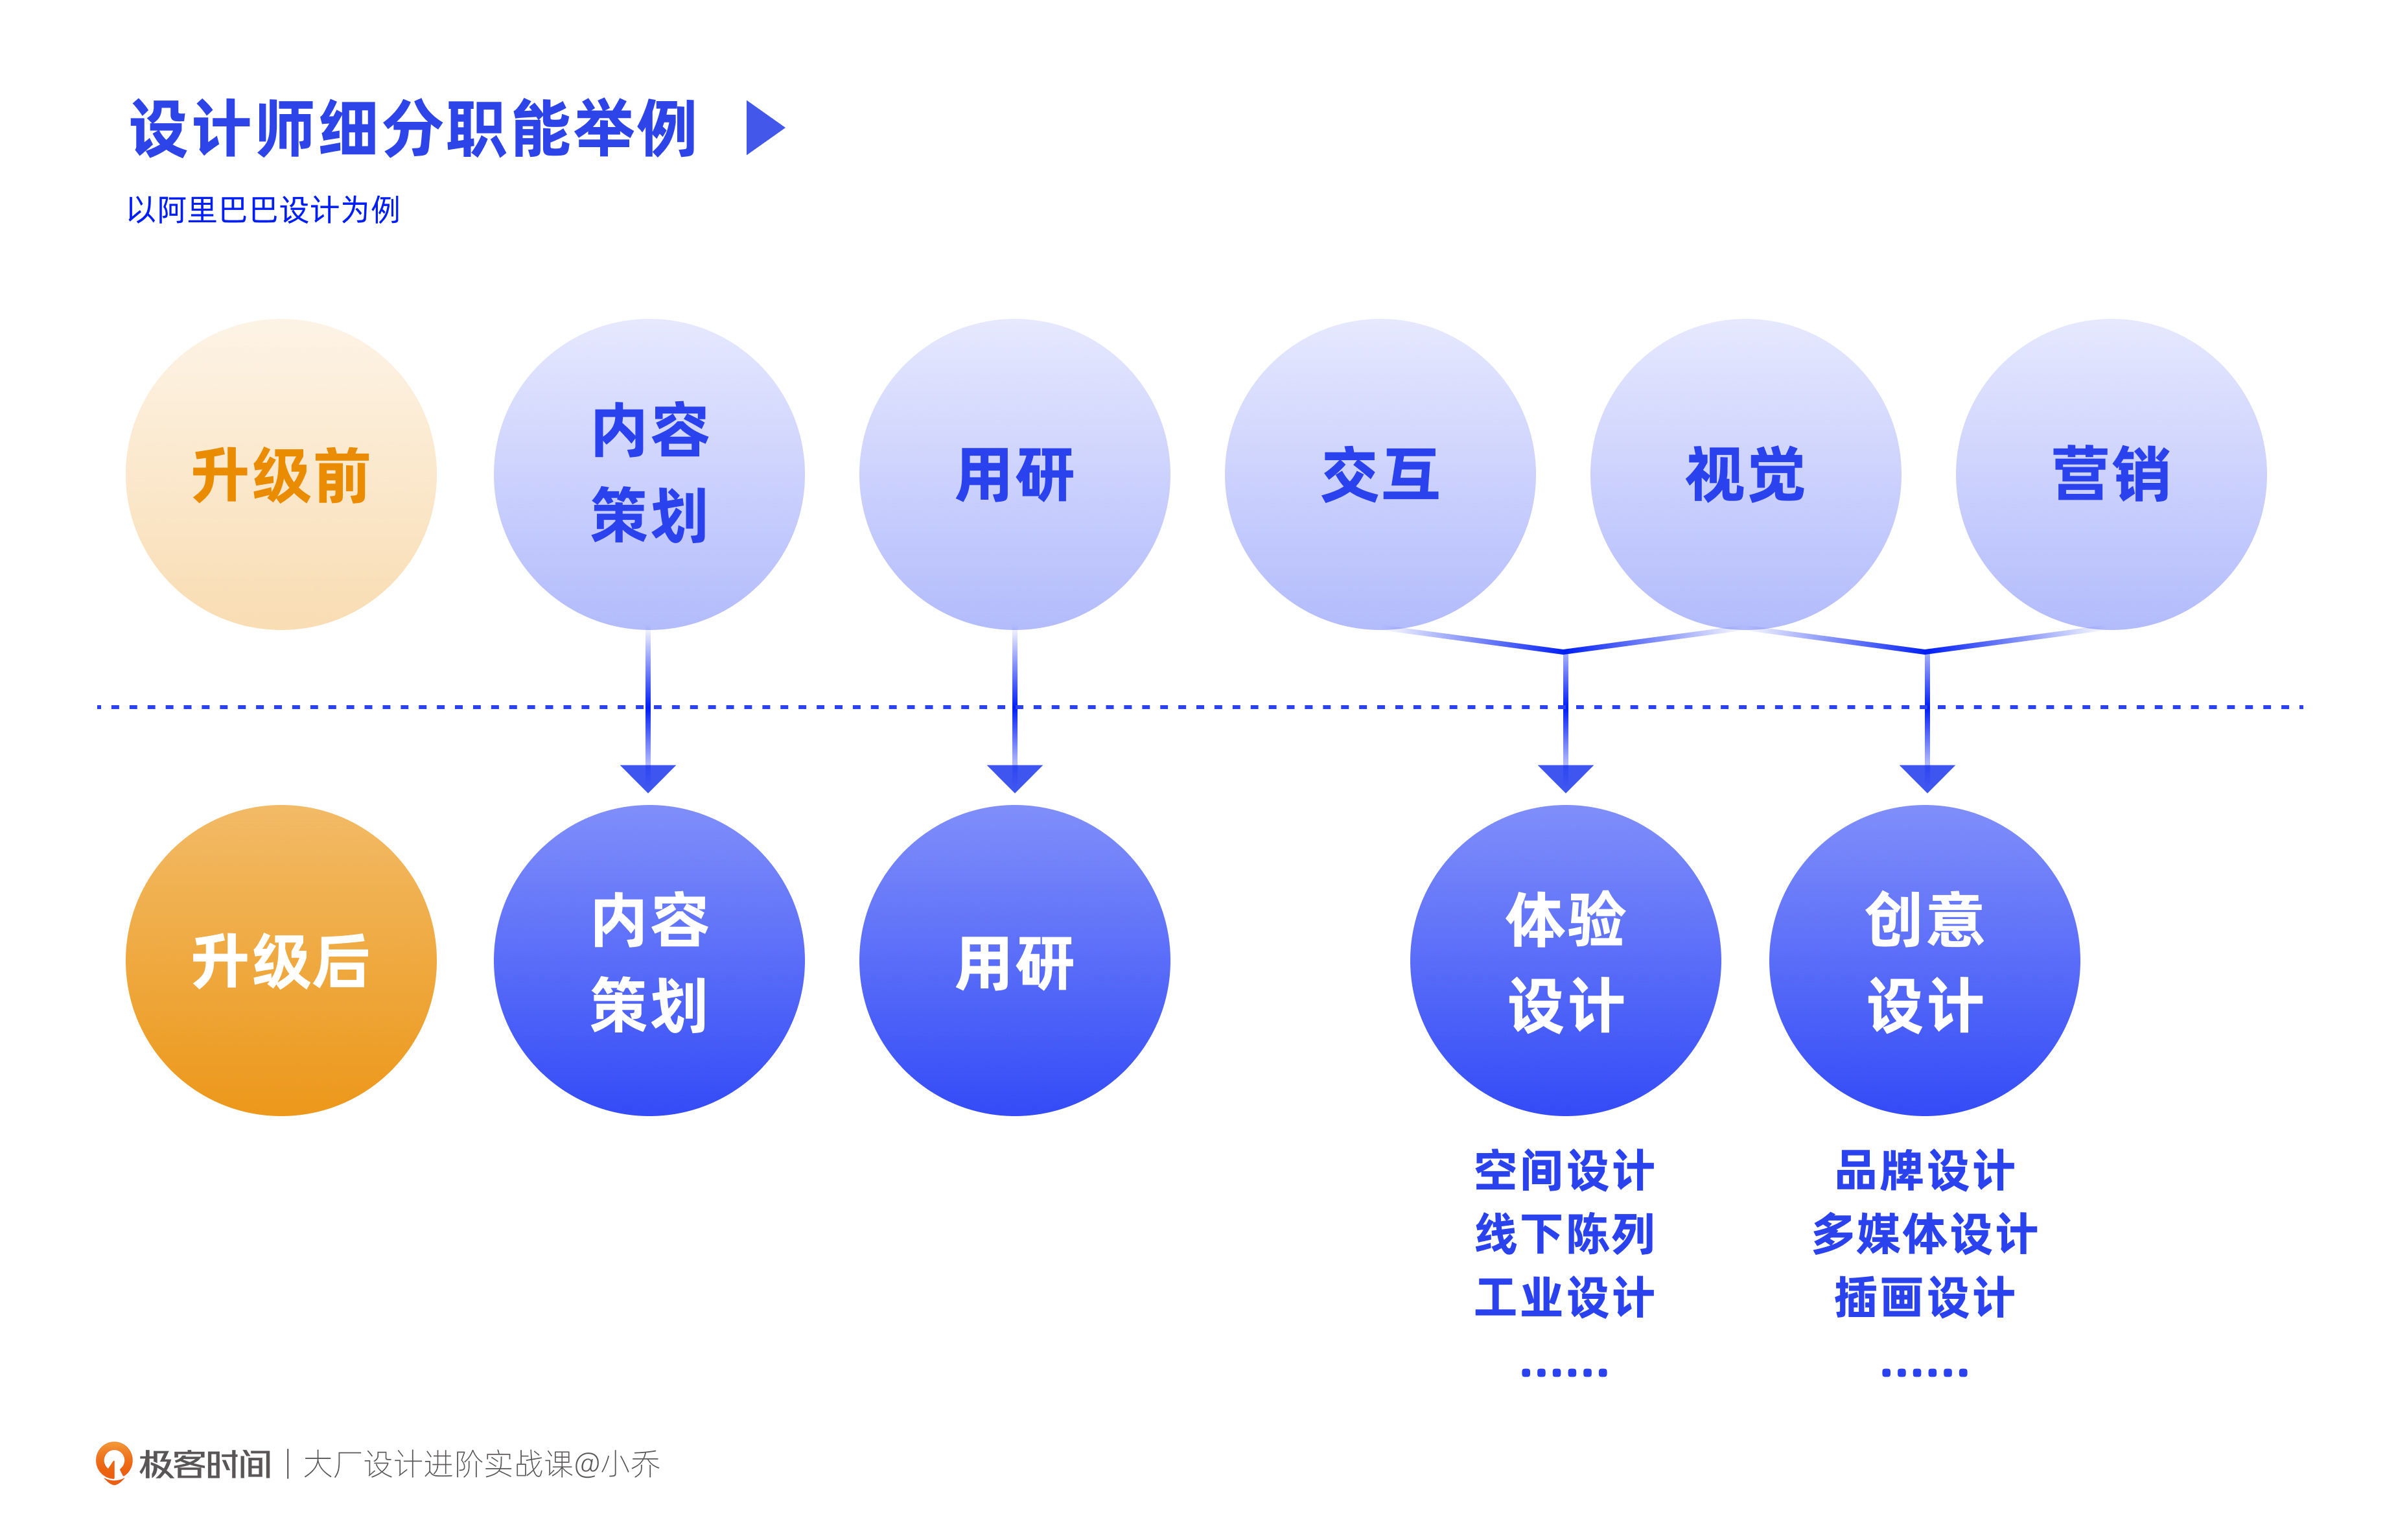 设计师细分职能举例
以阿里巴巴设计为例
升级前
内容
策划
用研
交互
视觉
营销
升级后
内容
策划
用研
体验
设计
创意
设计
空间设计
线下陈列
工业设计
······
品牌设计
多媒体设计
插画设计
······
极客时间 | 大厂设计进阶实战课@小乔